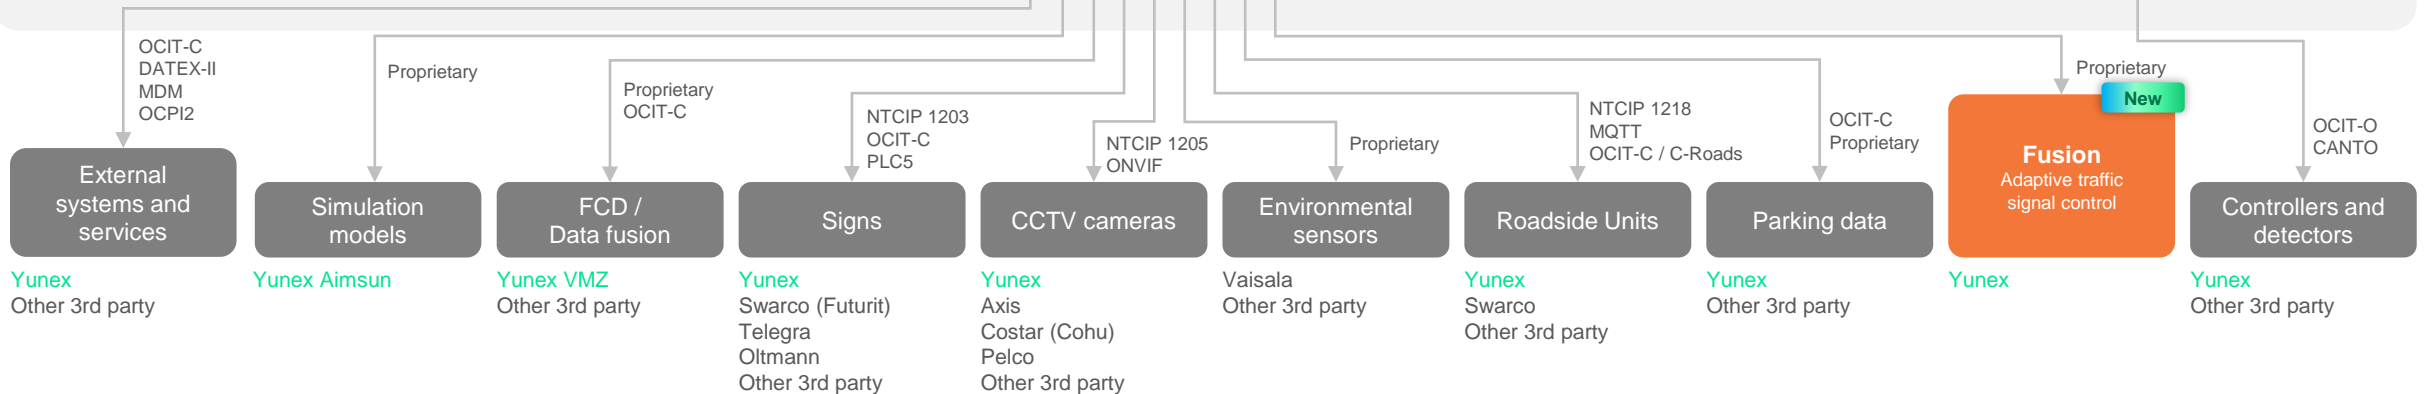 OCIT-C
DATEX-II
MDM
OCPI2
External
systems and
services
Yunex
Other 3rd party
Proprietary
Simulation
models
Yunex Aimsun
Proprietary
OCIT-C
FCD /
Data fusion
Yunex VMZ
Other 3rd party
NTCIP 1203
OCIT-C
PLC5
Signs
Yunex
Swarco (Futurit)
Telegra
Oltmann
Other 3rd party
NTCIP 1205
ONVIF
CCTV cameras
Yunex
Axis
Costar (Cohu)
Pelco
Other 3rd party
Proprietary
Environmental
sensors
Vaisala
Other 3rd party
NTCIP 1218
MQTT
OCIT-C / C-Roads
Roadside Units
Yunex
Swarco
Other 3rd party
OCIT-C
Proprietary
Parking data
Yunex
Other 3rd party
Proprietary
New
Fusion
Adaptive traffic
signal control
Yunex
OCIT-O
CANTO
Controllers and
detectors
Yunex
Other 3rd party